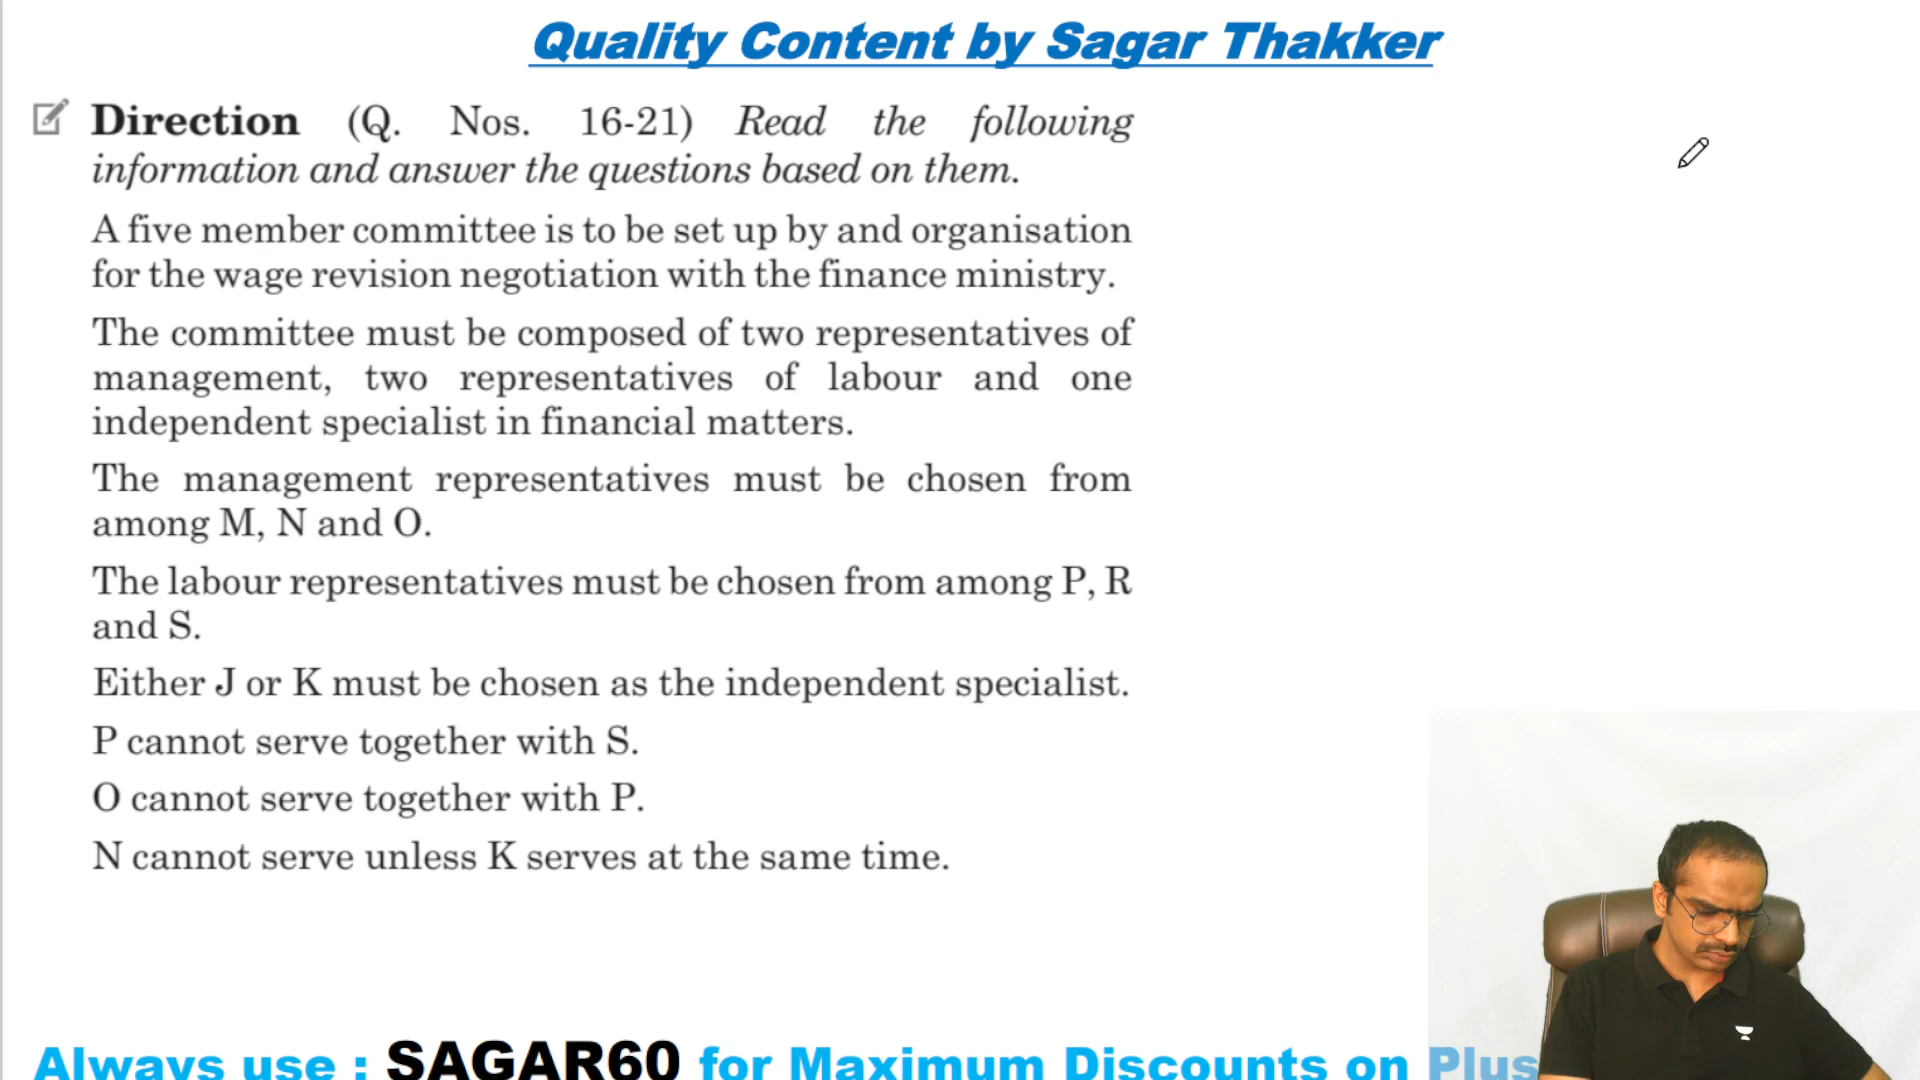 Quality Content by Sagar Thakker
Direction (Q. Nos. 16-21) Read the following
information and answer the questions based on them.
A five member committee is to be set up by and organisation
for the wage revision negotiation with the finance ministry.
The committee must be composed of two representatives of
management, two representatives of labour and one
independent specialist in financial matters.
The management representatives must be chosen from
among M, N and O.
The labour representatives must be chosen from among P, R
and S.
Either J or K must be chosen as the independent specialist.
P cannot serve together with S.
O cannot serve together with P.
N cannot serve unless K serves at the same time.
Always use : SAGAR60 for Maximum Discounts on Plus